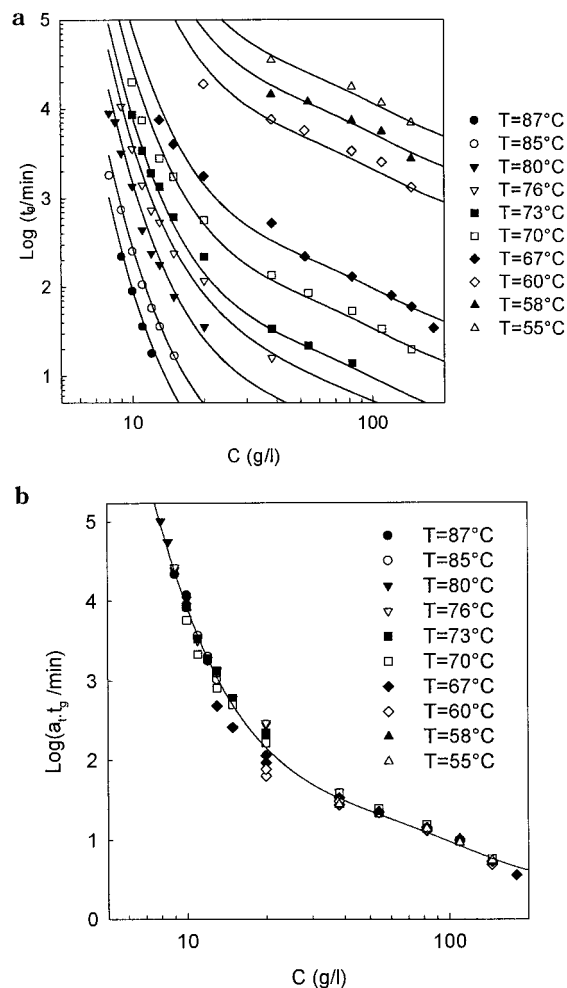 a
5
4
3
2
1
Log (tg/min)
10
100
C (g/l)
T=87°C
T=85°C
T=80°C
T=76°C
T=73°C
T=70°C
T=67°C
T=60°C
T=58°C
T=55°C
b
5
4
3
2
1
0
Log(at.tg/min)
10
100
C (g/l)
T=87°C
T=85°C
T=80°C
T=76°C
T=73°C
T=70°C
T=67°C
T=60°C
T=58°C
T=55°C